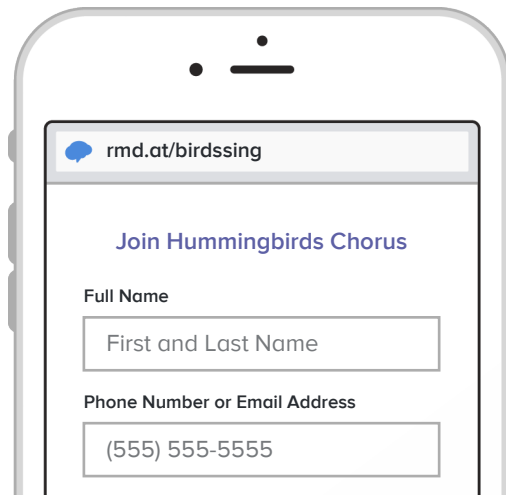 rmd.at/birdssing
Join Hummingbirds Chorus
Full Name
First and Last Name
Phone Number or Email Address
(555) 555-5555